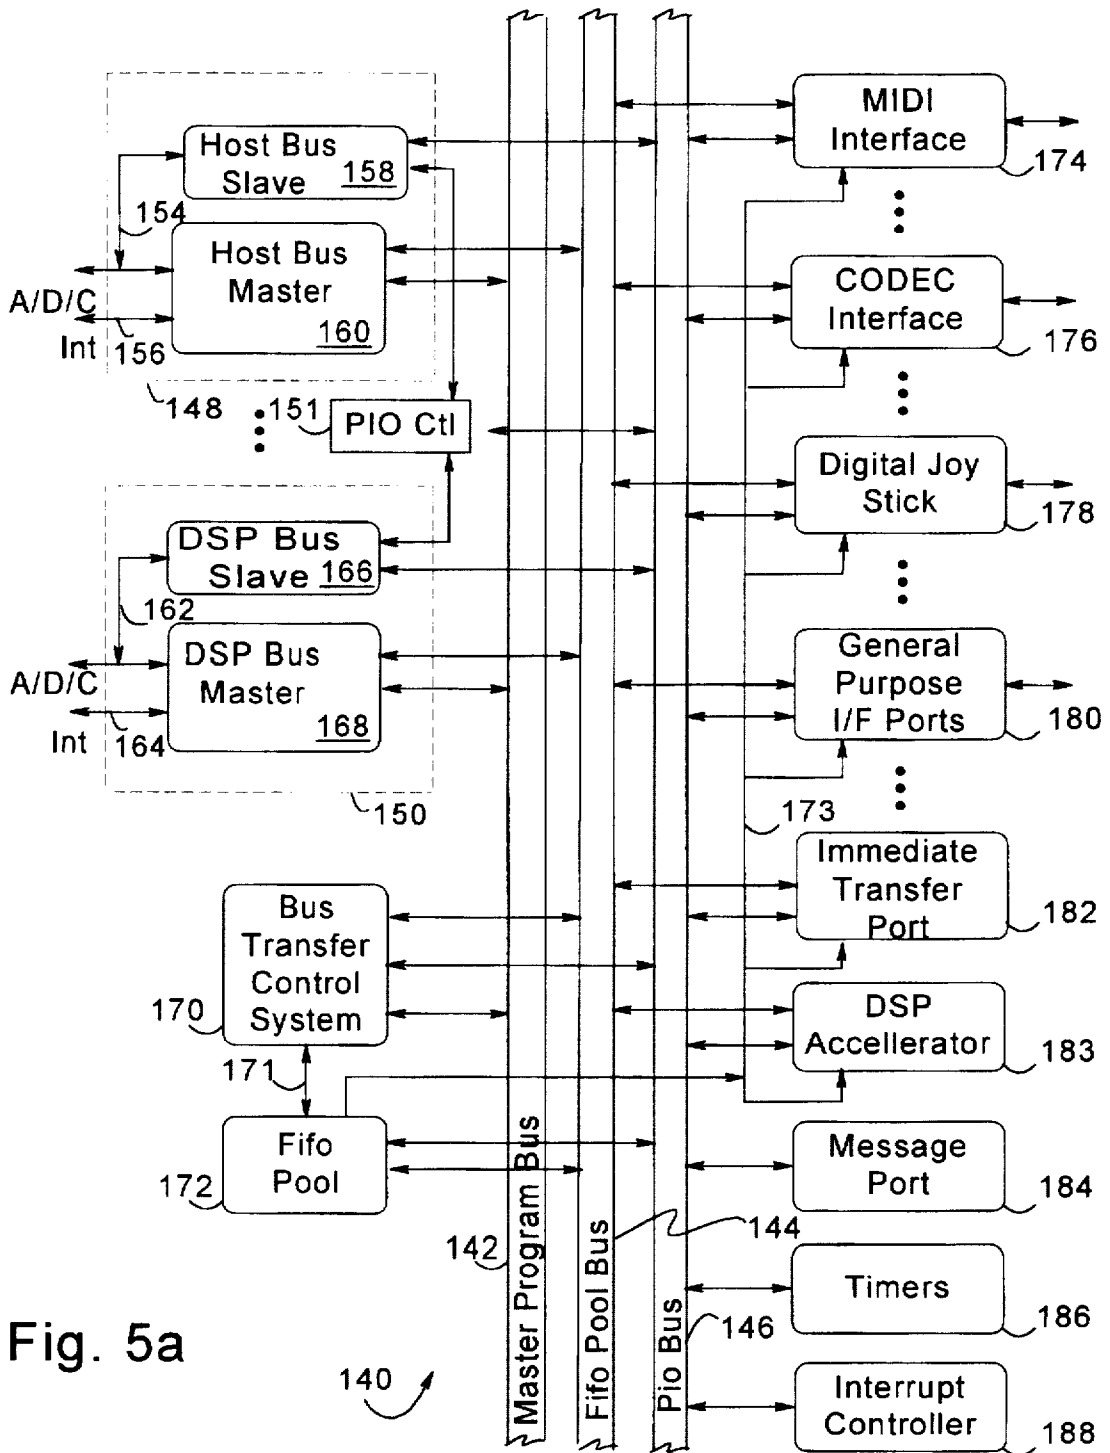 Host Bus
Slave 158
154
Host Bus
Master
160
A/D/C
Int
156
148
151
PIO Ctl
DSP Bus
Slave 166
162
DSP Bus
Master
168
A/D/C
Int
164
150
Bus
Transfer
Control
System
170
171
Fifo
Pool
172
142
Master Program Bus
Fifo Pool Bus
144
Pio Bus
146
MIDI
Interface
174
CODEC
Interface
176
Digital Joy
Stick
178
General
Purpose
I/F Ports
180
173
Immediate
Transfer
Port
182
DSP
Accellerator
183
Message
Port
184
Timers
186
Interrupt
Controller
188
Fig. 5a
140